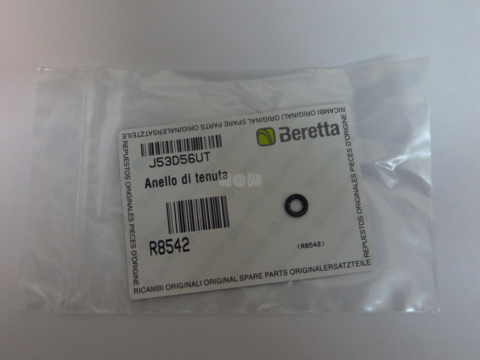 RICAMBI ORIGINALI ORIGINAL SPARE PARTS ORIGINALERSATZTEILE
Beretta
J53D56UT
Anello di tenuta
R8542
(R8542)
REPUESTOS ORIGINALES PIECES D'ORIGINE
REPUESTOS ORIGINALES PIECES D'ORIGINE
RICAMBI ORIGINALI ORIGINAL SPARE PARTS ORIGINALERSATZTEILE